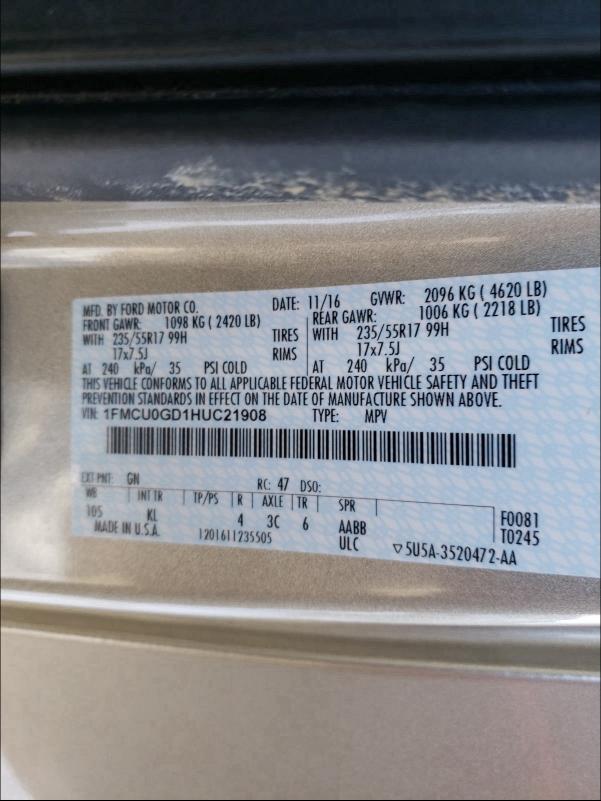 MFD. BY FORD MOTOR CO. DATE: 11/16 GVWR: 2096 KG ( 4620 LB)
FRONT GAWR: 1098 KG ( 2420 LB) REAR GAWR: 1006 KG ( 2218 LB)
WITH 235/55R17 99H TIRES WITH 235/55R17 99H TIRES
17x7.5J RIMS 17x7.5J RIMS
AT 240 kPa/ 35 PSI COLD AT 240 kPa/ 35 PSI COLD
THIS VEHICLE CONFORMS TO ALL APPLICABLE FEDERAL MOTOR VEHICLE SAFETY AND THEFT
PREVENTION STANDARDS IN EFFECT ON THE DATE OF MANUFACTURE SHOWN ABOVE.
VIN: 1FMCU0GD1HUC21908 TYPE: MPV
EXT PNT: GN RC: 47 DSO:
WB INT TR TP/PS R AXLE TR SPR
105 KL 4 3C 6 AABB F0081
MADE IN U.S.A. 1201611235505 ULC T0245
▽5U5A-3520472-AA